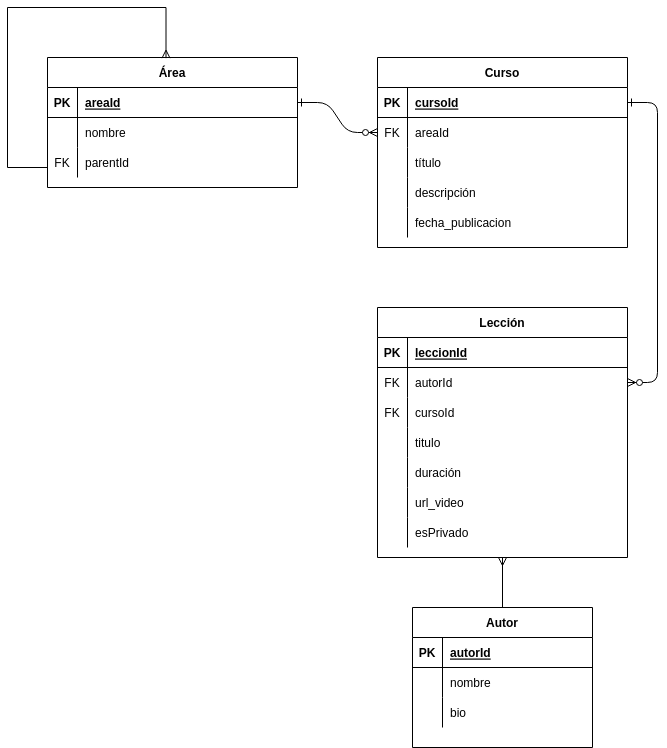 Área
PK areaId
nombre
FK parentId
Curso
PK cursoId
FK areaId
título
descripción
fecha_publicacion
Lección
PK leccionId
FK autorId
FK cursoId
titulo
duración
url_video
esPrivado
Autor
PK autorId
nombre
bio